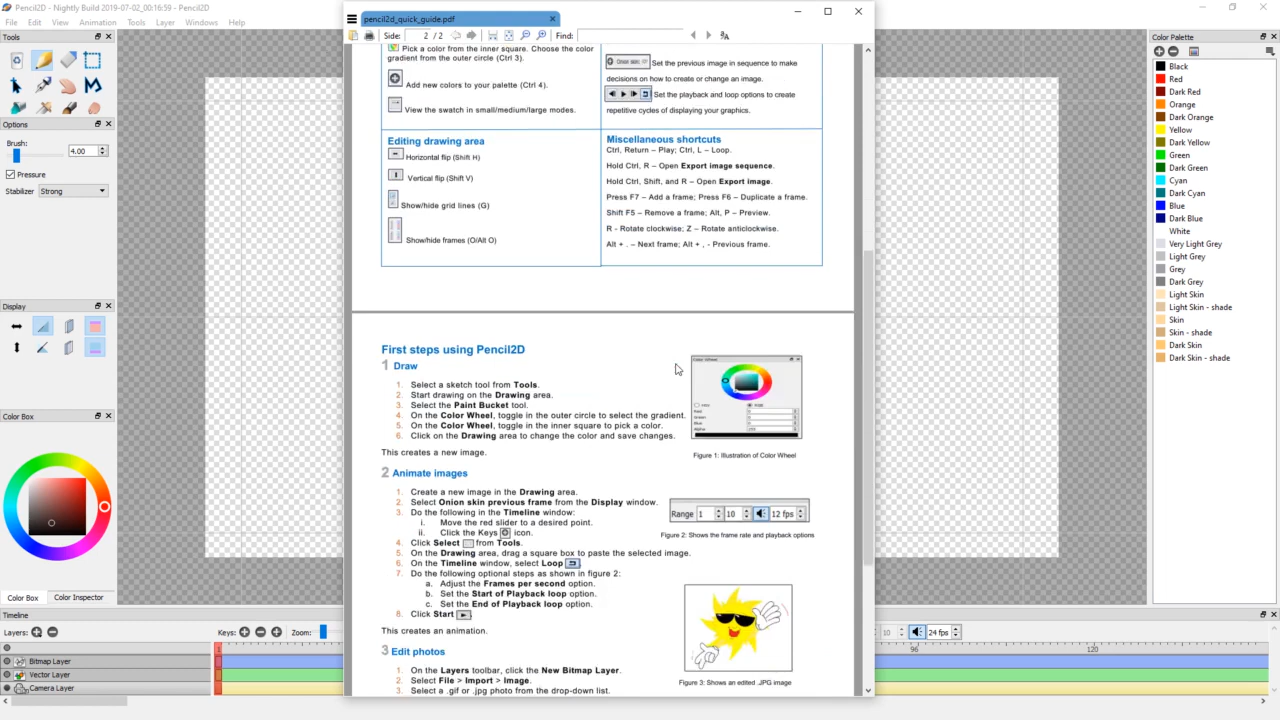 Pencil2D - Nightly Build 2019-07-02_00:16:59 - Pencil2D
File Edit View Animation Tools Layer Windows Help
Tools
Options
Brush:
4.00
Pressure
Stabilizer Strong
Display
Color Box
Color Box Color Inspector
Timeline
Layers: Keys: Zoom: 10 24 fps
1 96 120
Bitmap Layer
Vector Layer
Camera Layer
pencil2d_quick_guide.pdf
Side: 2 / 2 Find:
Pick a color from the inner square. Choose the color
gradient from the outer circle (Ctrl 3).
Add new colors to your palette (Ctrl 4).
View the swatch in small/medium/large modes.
Onion skin Set the previous image in sequence to make
decisions on how to create or change an image.
Set the playback and loop options to create
repetitive cycles of displaying your graphics.
Editing drawing area
Horizontal flip (Shift H)
Vertical flip (Shift V)
Show/hide grid lines (G)
Show/hide frames (O/Alt O)
Miscellaneous shortcuts
Ctrl, Return – Play; Ctrl, L – Loop.
Hold Ctrl, R – Open Export image sequence.
Hold Ctrl, Shift, and R – Open Export image.
Press F7 – Add a frame; Press F6 – Duplicate a frame.
Shift F5 – Remove a frame; Alt, P – Preview.
R - Rotate clockwise; Z – Rotate anticlockwise.
Alt + . – Next frame; Alt + , - Previous frame.
First steps using Pencil2D
1 Draw
1. Select a sketch tool from Tools.
2. Start drawing on the Drawing area.
3. Select the Paint Bucket tool.
4. On the Color Wheel, toggle in the outer circle to select the gradient.
5. On the Color Wheel, toggle in the inner square to pick a color.
6. Click on the Drawing area to change the color and save changes.
This creates a new image.
Figure 1: Illustration of Color Wheel
2 Animate images
1. Create a new image in the Drawing area.
2. Select Onion skin previous frame from the Display window.
3. Do the following in the Timeline window:
i. Move the red slider to a desired point.
ii. Click the Keys icon.
4. Click Select from Tools.
5. On the Drawing area, drag a square box to paste the selected image.
6. On the Timeline window, select Loop
7. Do the following optional steps as shown in figure 2:
a. Adjust the Frames per second option.
b. Set the Start of Playback loop option.
c. Set the End of Playback loop option.
8. Click Start
This creates an animation.
Range 1 10 12 fps
Figure 2: Shows the frame rate and playback options
3 Edit photos
1. On the Layers toolbar, click the New Bitmap Layer.
2. Select File > Import > Image.
3. Select a .gif or .jpg photo from the drop-down list.
Figure 3: Shows an edited .JPG image
Color Palette
Black
Red
Dark Red
Orange
Dark Orange
Yellow
Dark Yellow
Green
Dark Green
Cyan
Dark Cyan
Blue
Dark Blue
White
Very Light Grey
Light Grey
Grey
Dark Grey
Light Skin
Light Skin - shade
Skin
Skin - shade
Dark Skin
Dark Skin - shade